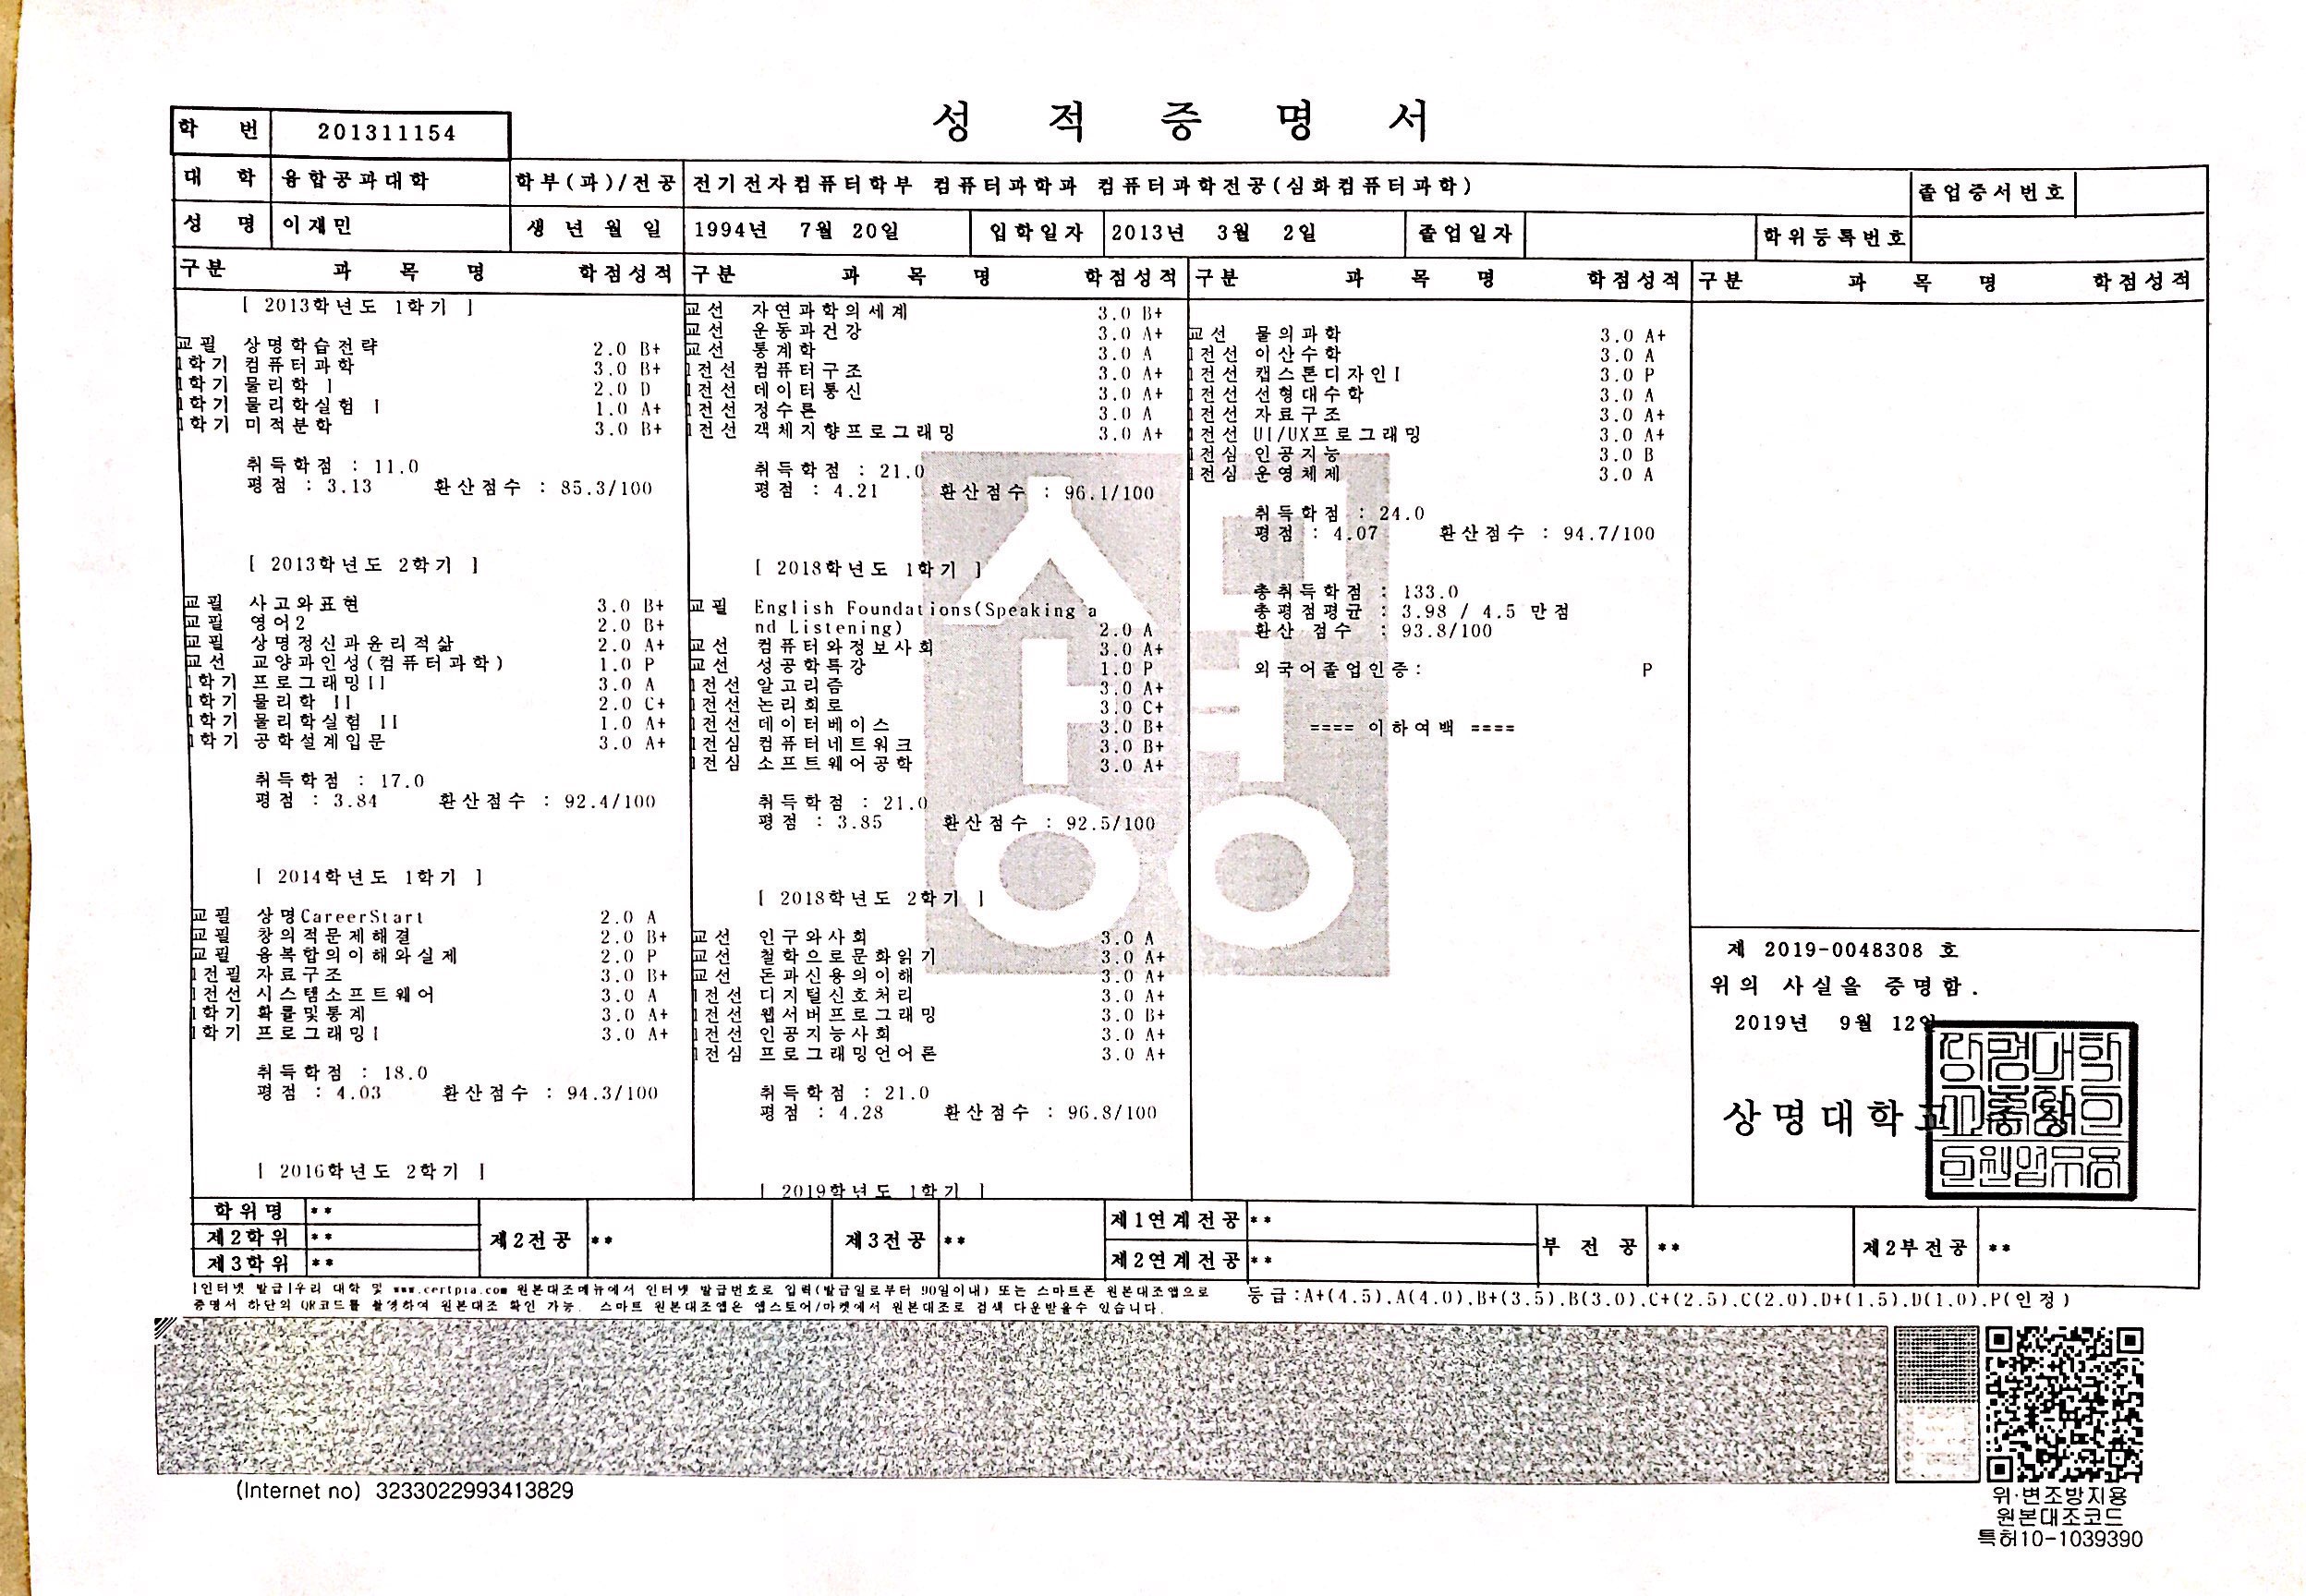 성 적 증 명 서
학 번 201311154
대 학 융합공과대학 학부(과)/전공 전기전자컴퓨터학부 컴퓨터과학과 컴퓨터과학전공(심화컴퓨터과학) 졸업증서번호
성 명 이재민 생 년 월 일 1994년 7월 20일 입학일자 2013년 3월 2일 졸업일자 학위등록번호
구분 과 목 명 학점성적
[ 2013학년도 1학기 ]
교필 상명학습전략 2.0 B+
1학기 컴퓨터과학 3.0 B+
1학기 물리학 I 2.0 D
1학기 물리학실험 I 1.0 A+
1학기 미적분학 3.0 B+
취득학점 : 11.0
평점 : 3.13 환산점수 : 85.3/100
[ 2013학년도 2학기 ]
교필 사고와표현 3.0 B+
교필 영어2 2.0 B+
교필 상명정신과윤리적삶 2.0 A+
교선 교양과인성(컴퓨터과학) 1.0 P
1학기 프로그래밍II 3.0 A
1학기 물리학 II 2.0 C+
1학기 물리학실험 II 1.0 A+
1학기 공학설계입문 3.0 A+
취득학점 : 17.0
평점 : 3.84 환산점수 : 92.4/100
[ 2014학년도 1학기 ]
교필 상명CareerStart 2.0 A
교필 창의적문제해결 2.0 B+
교필 융복합의이해와실제 2.0 P
1전필 자료구조 3.0 B+
1전선 시스템소프트웨어 3.0 A
1학기 확률및통계 3.0 A+
1학기 프로그래밍I 3.0 A+
취득학점 : 18.0
평점 : 4.03 환산점수 : 94.3/100
[ 2016학년도 2학기 ]
구분 과 목 명 학점성적
교선 자연과학의세계 3.0 B+
교선 운동과건강 3.0 A+
교선 통계학 3.0 A
1전선 컴퓨터구조 3.0 A+
1전선 데이터통신 3.0 A+
1전선 정수론 3.0 A
1전선 객체지향프로그래밍 3.0 A+
취득학점 : 21.0
평점 : 4.21 환산점수 : 96.1/100
[ 2018학년도 1학기 ]
교필 English Foundations(Speaking a
nd Listening) 2.0 A
교선 컴퓨터와정보사회 3.0 A+
교선 성공학특강 1.0 P
1전선 알고리즘 3.0 A+
1전선 논리회로 3.0 C+
1전선 데이터베이스 3.0 B+
1전심 컴퓨터네트워크 3.0 B+
1전심 소프트웨어공학 3.0 A+
취득학점 : 21.0
평점 : 3.85 환산점수 : 92.5/100
[ 2018학년도 2학기 ]
교선 인구와사회 3.0 A
교선 철학으로문화읽기 3.0 A+
교선 돈과신용의이해 3.0 A+
1전선 디지털신호처리 3.0 A+
1전선 웹서버프로그래밍 3.0 B+
1전선 인공지능사회 3.0 A+
1전심 프로그래밍언어론 3.0 A+
취득학점 : 21.0
평점 : 4.28 환산점수 : 96.8/100
[ 2019학년도 1학기 ]
구분 과 목 명 학점성적
교선 물의과학 3.0 A+
1전선 이산수학 3.0 A
1전선 캡스톤디자인I 3.0 P
1전선 선형대수학 3.0 A
1전선 자료구조 3.0 A+
1전선 UI/UX프로그래밍 3.0 A+
1전심 인공지능 3.0 B
1전심 운영체제 3.0 A
취득학점 : 24.0
평점 : 4.07 환산점수 : 94.7/100
총취득학점 : 133.0
총평점평균 : 3.98 / 4.5 만점
환산 점수 : 93.8/100
외국어졸업인증: P
==== 이하여백 ====
구분 과 목 명 학점성적
제 2019-0048308 호
위의 사실을 증명함.
2019년 9월 12일
상명대학교총장
학위명 **
제2학위 **
제3학위 **
제2전공 **
제3전공 **
제1연계전공 **
제2연계전공 **
부 전 공 **
제2부전공 **
[인터넷 발급]우리 대학 및 www.certpia.com 원본대조메뉴에서 인터넷 발급번호로 입력(발급일로부터 90일이내) 또는 스마트폰 원본대조앱으로
증명서 하단의 QR코드를 촬영하여 원본대조 확인 가능. 스마트 원본대조앱은 앱스토어/마켓에서 원본대조로 검색 다운받을수 있습니다.
등급:A+(4.5),A(4.0),B+(3.5),B(3.0),C+(2.5),C(2.0),D+(1.5),D(1.0),P(인정)
(Internet no) 3233022993413829
위·변조방지용
원본대조코드
특허10-1039390